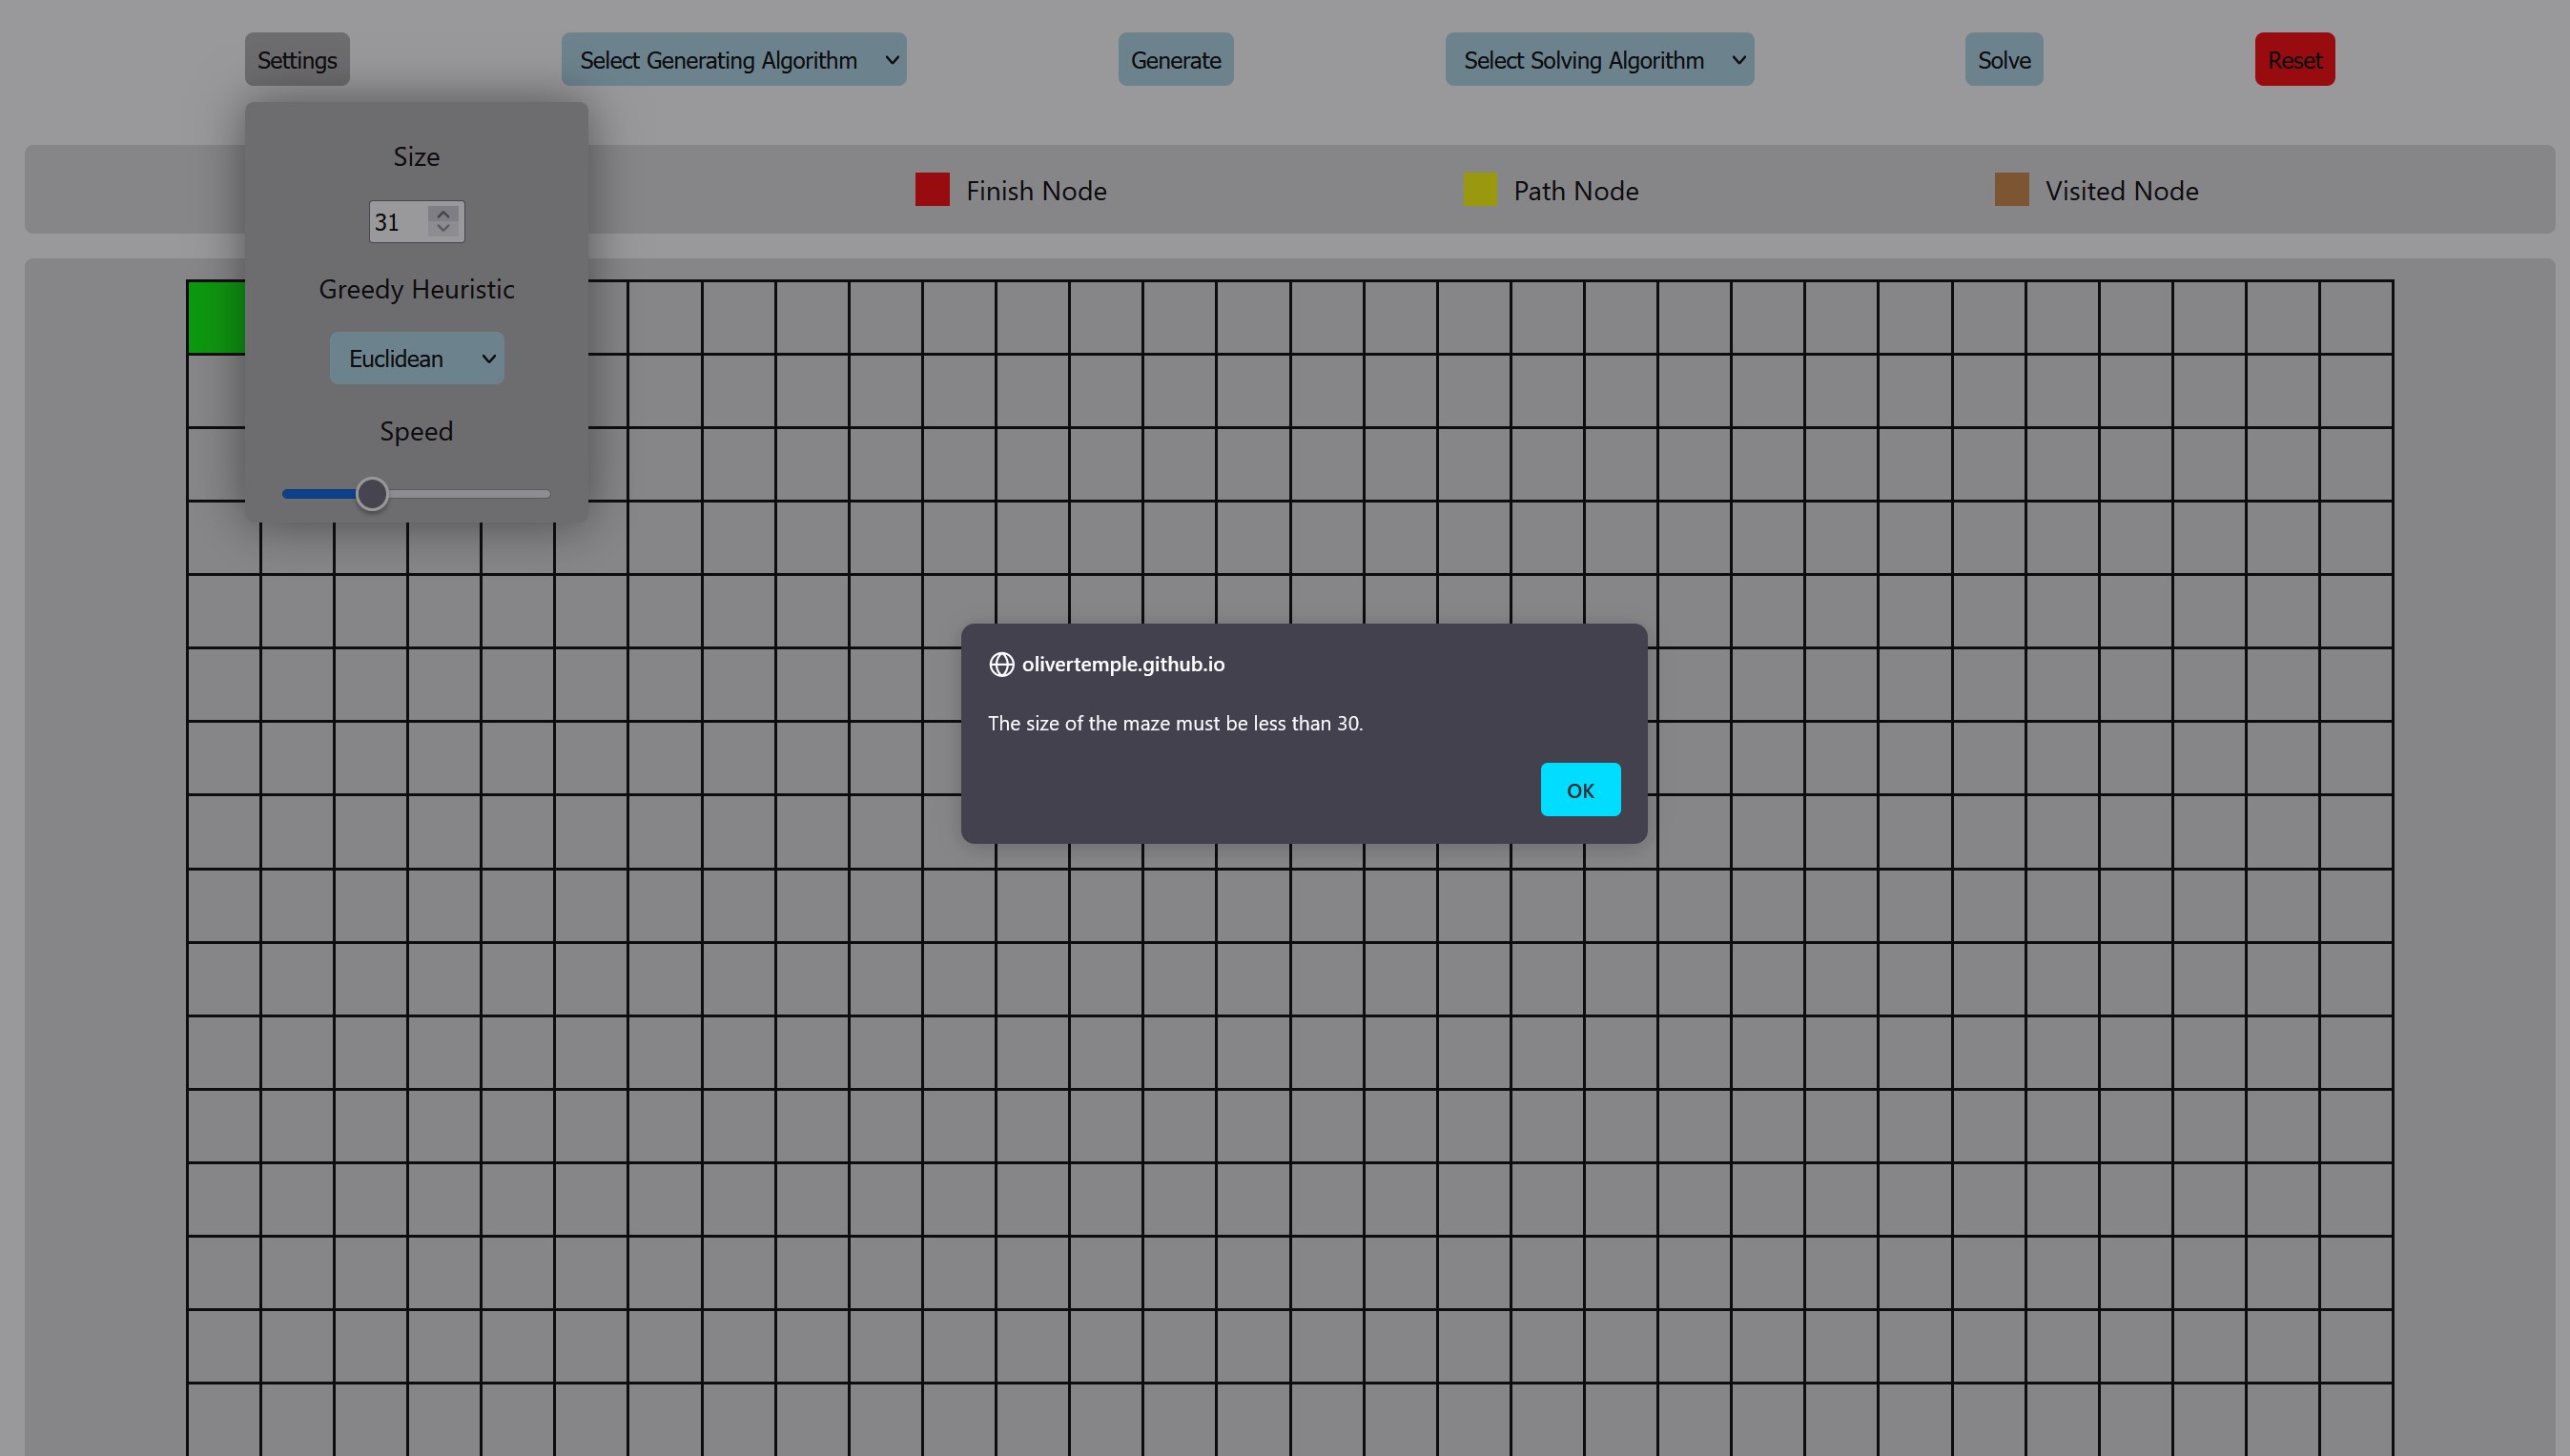 Settings
Select Generating Algorithm
Generate
Select Solving Algorithm
Solve
Reset
Size
31
Greedy Heuristic
Euclidean
Speed
Finish Node
Path Node
Visited Node
olivertemple.github.io
The size of the maze must be less than 30.
OK